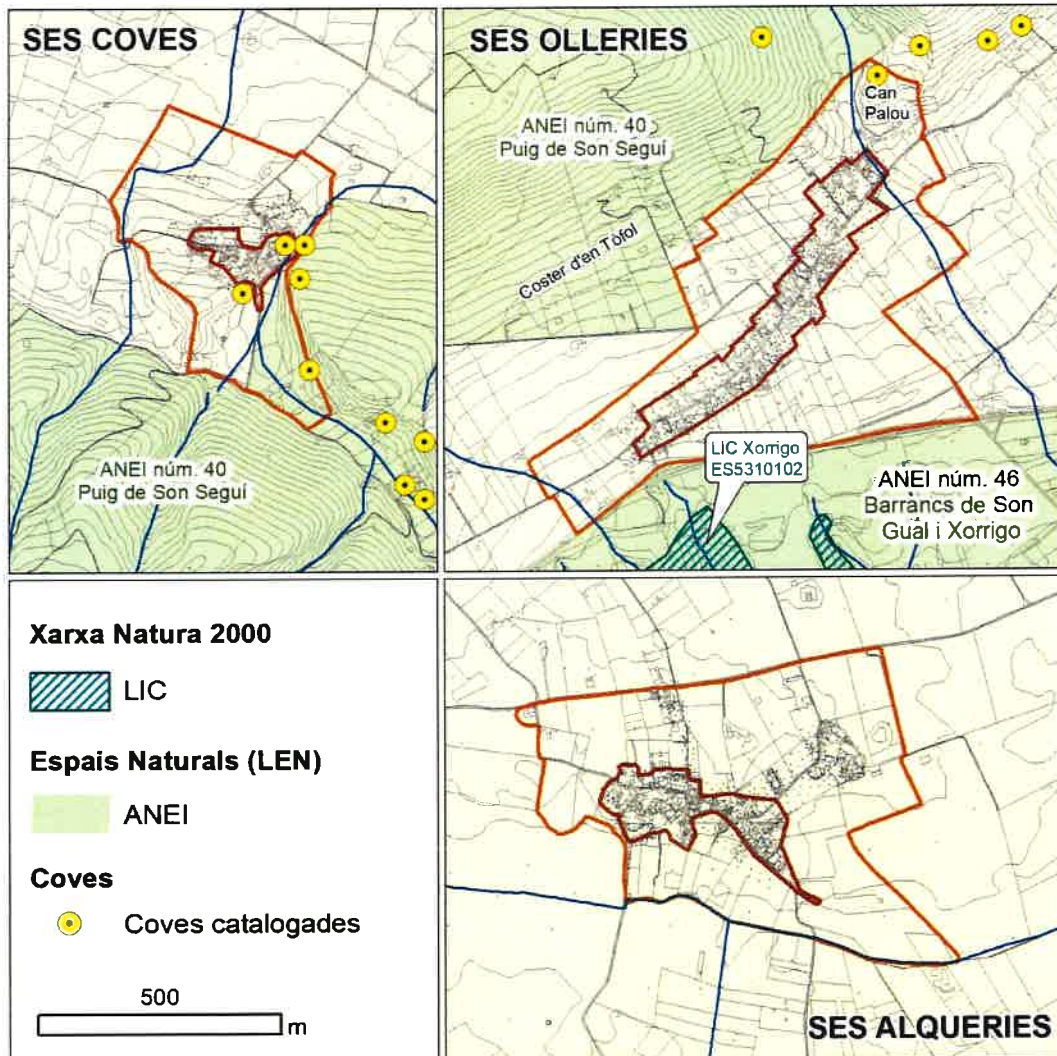 SES COVES
ANEI núm. 40
Puig de Son Seguí
SES OLLERIES
Can
Palou
ANEI núm. 40
Puig de Son Seguí
Coster d'en Tòfol
LIC Xorrigo
ES5310102
ANEI núm. 46
Barrancs de Son
Gual i Xorrigo
Xarxa Natura 2000
LIC
Espais Naturals (LEN)
ANEI
Coves
Coves catalogades
500
m
SES ALQUERIES